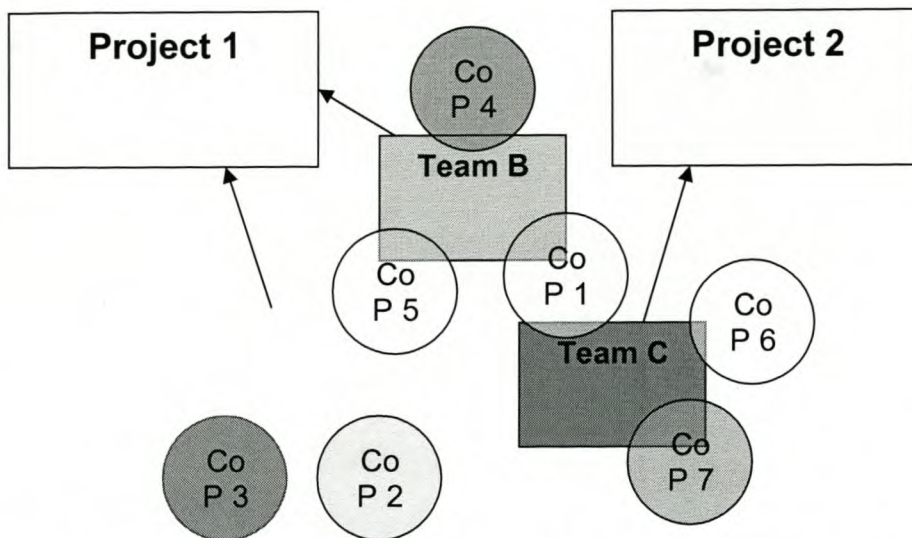 Project 1
Project 2
Co
P 4
Team B
Co
P 5
Co
P 1
Co
P 6
Team C
Co
P 3
Co
P 2
Co
P 7